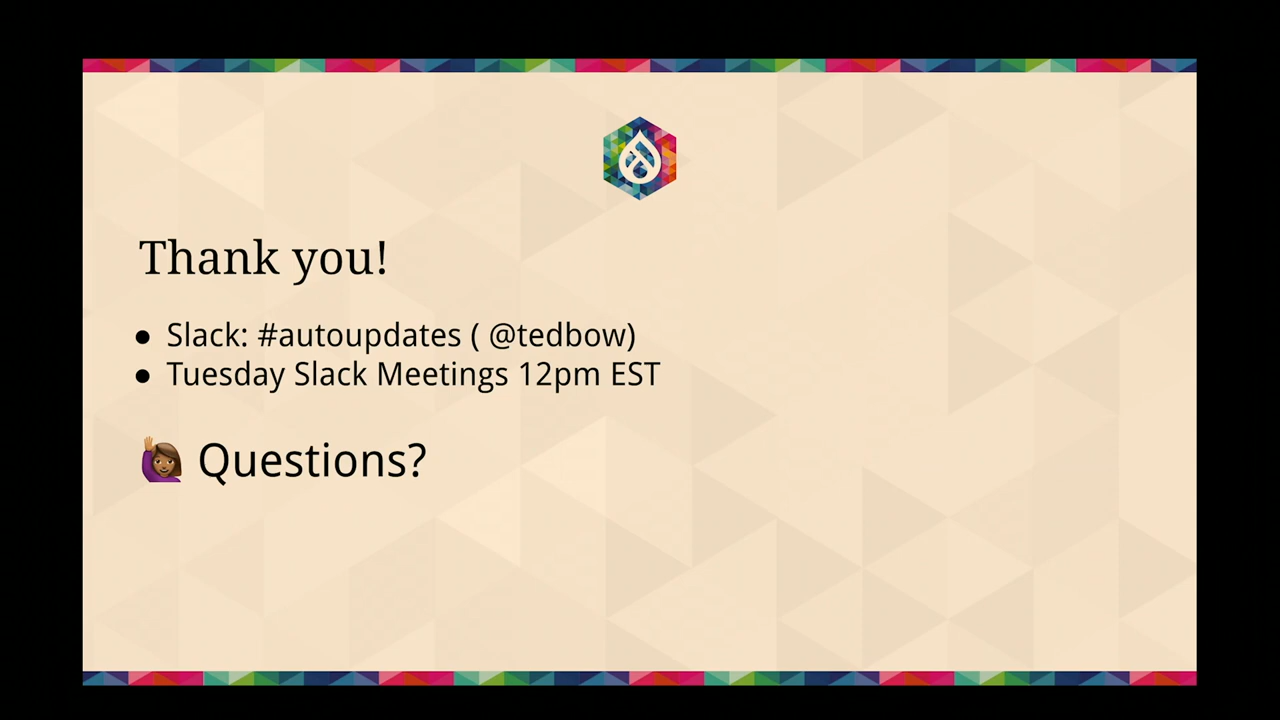 Thank you!
● Slack: #autoupdates ( @tedbow)
● Tuesday Slack Meetings 12pm EST
🙋🏾‍♀️ Questions?